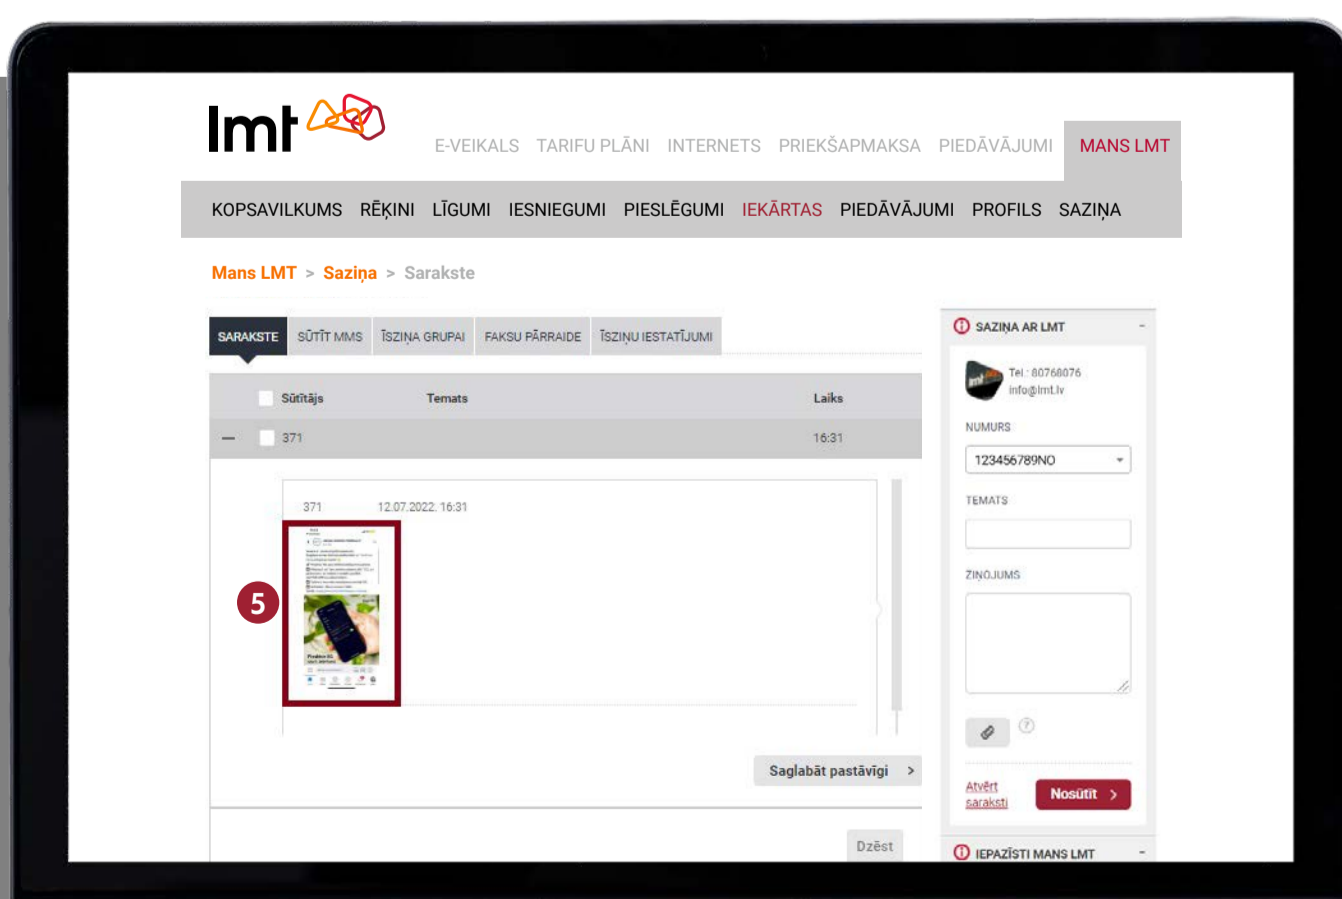 lmt
E-VEIKALS TARIFU PLĀNI INTERNETS PRIEKŠAPMAKSA PIEDĀVĀJUMI MANS LMT
KOPSAVILKUMS RĒĶINI LĪGUMI IESNIEGUMI PIESLĒGUMI IEKĀRTAS PIEDĀVĀJUMI PROFILS SAZIŅA
Mans LMT > Saziņa > Sarakste
SARAKSTE SŪTĪT MMS ĪSZIŅA GRUPAI FAKSU PĀRRAIDE ĪSZIŅU IESTATĪJUMI
Sūtītājs Temats Laiks
371 16:31
371 12.07.2022. 16:31
5
Saglabāt pastāvīgi >
Dzēst
SAZIŅA AR LMT -
lmt
Tel.: 80768076
info@lmt.lv
NUMURS
123456789NO
TEMATS
ZIŅOJUMS
?
Atvērt
saraksti
Nosūtīt >
IEPAZĪSTI MANS LMT -